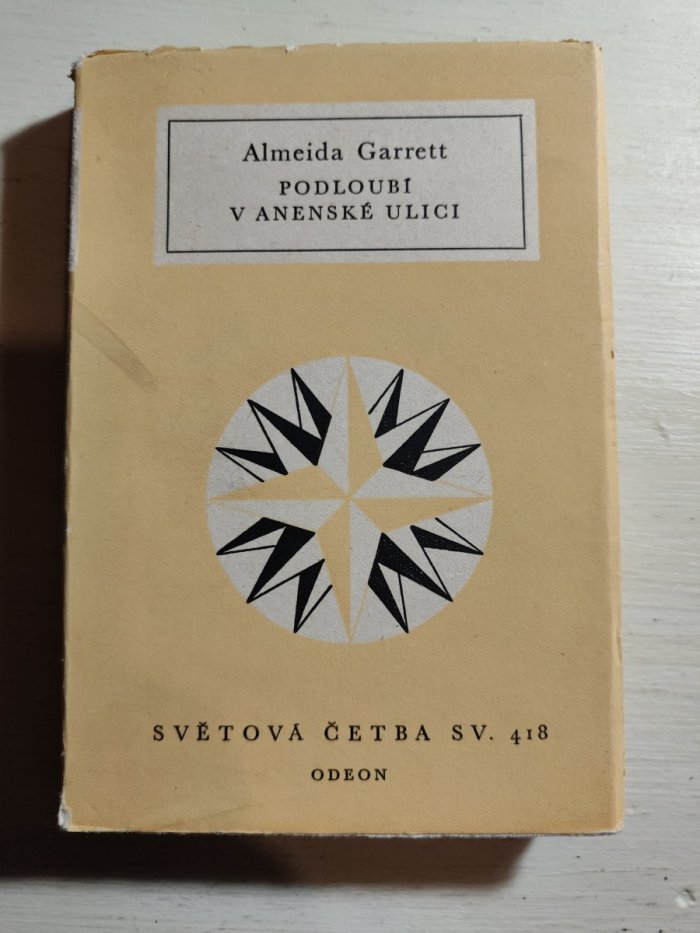 Almeida Garrett
PODLOUBÍ
V ANENSKÉ ULICI
SVĚTOVÁ ČETBA SV. 418
ODEON